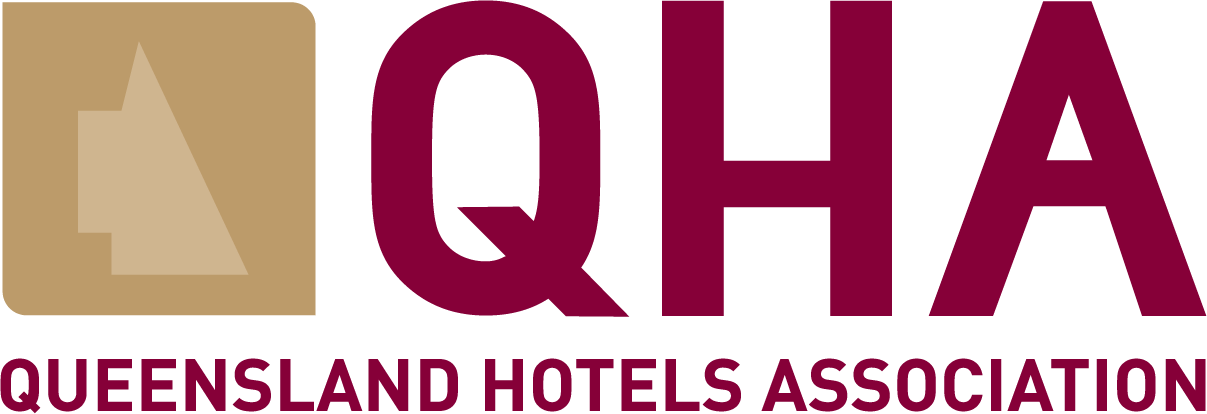 QHA
QUEENSLAND HOTELS ASSOCIATION